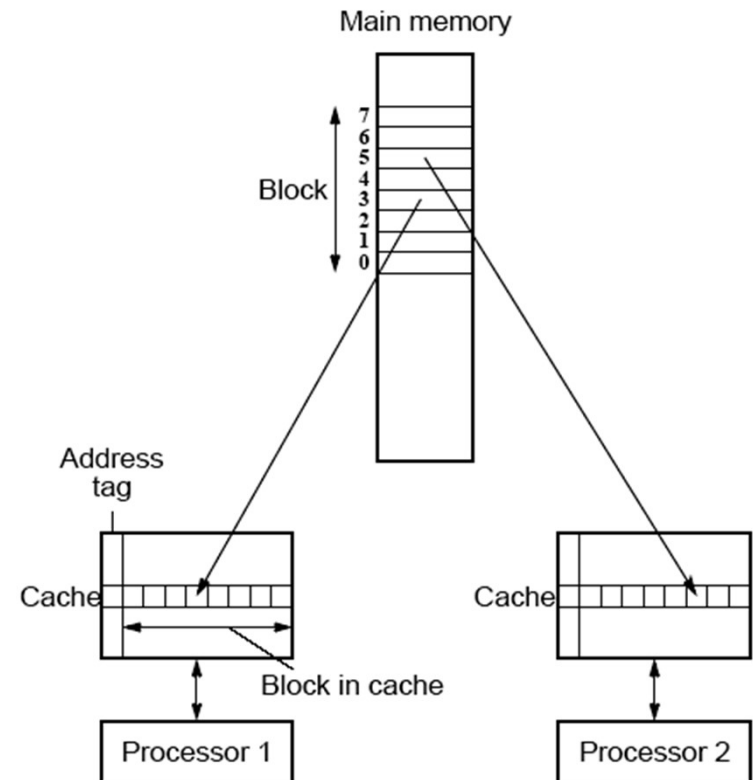 Main memory
7
6
5
Block
4
3
2
1
0
Address
tag
Cache
Cache
Block in cache
Processor 1
Processor 2